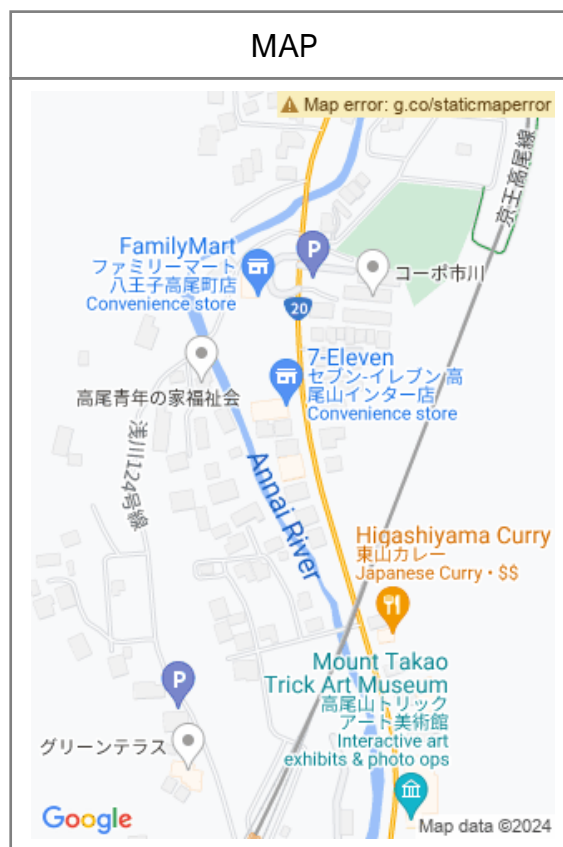 MAP
Map error: g.co/staticmaperror
京王高尾線
FamilyMart
ファミリーマート
八王子高尾町店
Convenience store
P
コーポ市川
20
7-Eleven
セブン-イレブン 高
尾山インター店
Convenience store
高尾青年の家福祉会
浅川124号線
Annai River
Higashiyama Curry
東山カレー
Japanese Curry • $$
Mount Takao
Trick Art Museum
高尾山トリック
アート美術館
Interactive art
exhibits & photo ops
P
グリーンテラス
Google
Map data ©2024